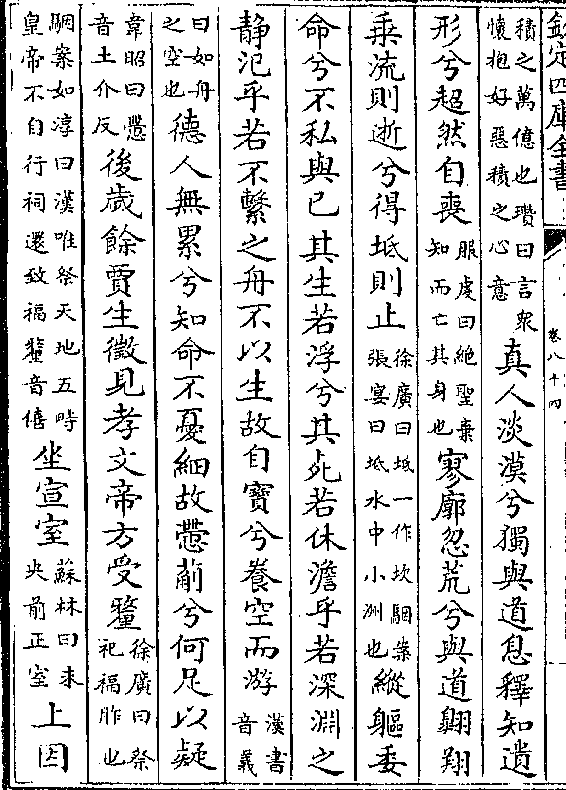 欽定四庫全書
卷八十四
積之萬億也瓚曰言衆懷抱好惡積之心意真人淡漠兮獨與道息釋知遺
形兮超然自喪服虔曰絶聖棄知而亡其身也寥廓忽荒兮與道翺翔
乗流則逝兮得坻則止徐廣曰坻一作坎駰案張宴曰坻水中小洲也縱軀委
命兮不私與已其生若浮兮其死若休澹乎若深淵之
静氾乎若不繫之舟不以生故自寶兮養空而游漢書音義
曰如舟之空也德人無累兮知命不憂細故慸葪兮何足以疑
韋昭曰慸音士介反後歳餘賈生徵見孝文帝方受釐徐廣曰祭祀福胙也
駰案如淳曰漢唯祭天地五畤皇帝不自行祠還致福釐音僖坐宣室蘇林曰未央前正室上因